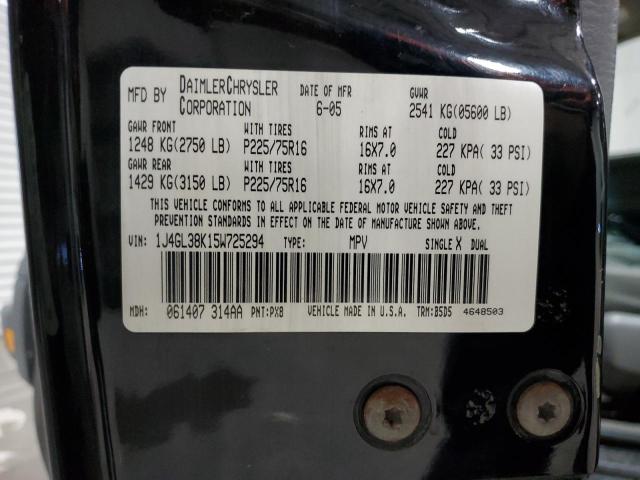 MFD BY DAIMLERCHRYSLER CORPORATION DATE OF MFR 6-05 GVWR 2541 KG(05600 LB)
GAWR FRONT WITH TIRES RIMS AT COLD
1248 KG(2750 LB) P225/75R16 16X7.0 227 KPA( 33 PSI)
GAWR REAR WITH TIRES RIMS AT COLD
1429 KG(3150 LB) P225/75R16 16X7.0 227 KPA( 33 PSI)
THIS VEHICLE CONFORMS TO ALL APPLICABLE FEDERAL MOTOR VEHICLE SAFETY AND THEFT
PREVENTION STANDARDS IN EFFECT ON THE DATE OF MANUFACTURE SHOWN ABOVE.
VIN: 1J4GL38K15W725294 TYPE: MPV SINGLE X DUAL
MDH: 061407 314AA PNT:PX8 VEHICLE MADE IN U.S.A. TRM:B5D5 4648503